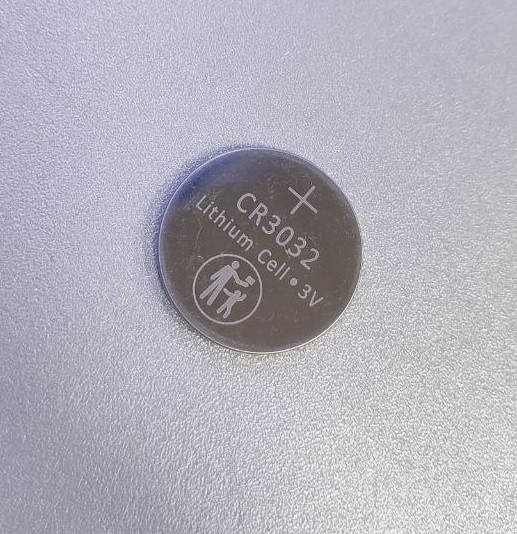 +
CR3032
Lithium Cell • 3V